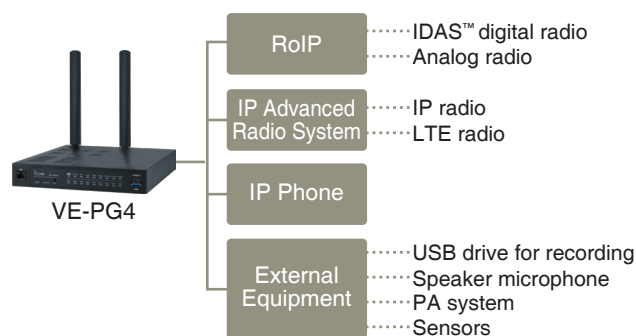 RoIP
IDAS™ digital radio
Analog radio
IP Advanced
Radio System
IP radio
LTE radio
VE-PG4
IP Phone
External
Equipment
USB drive for recording
Speaker microphone
PA system
Sensors